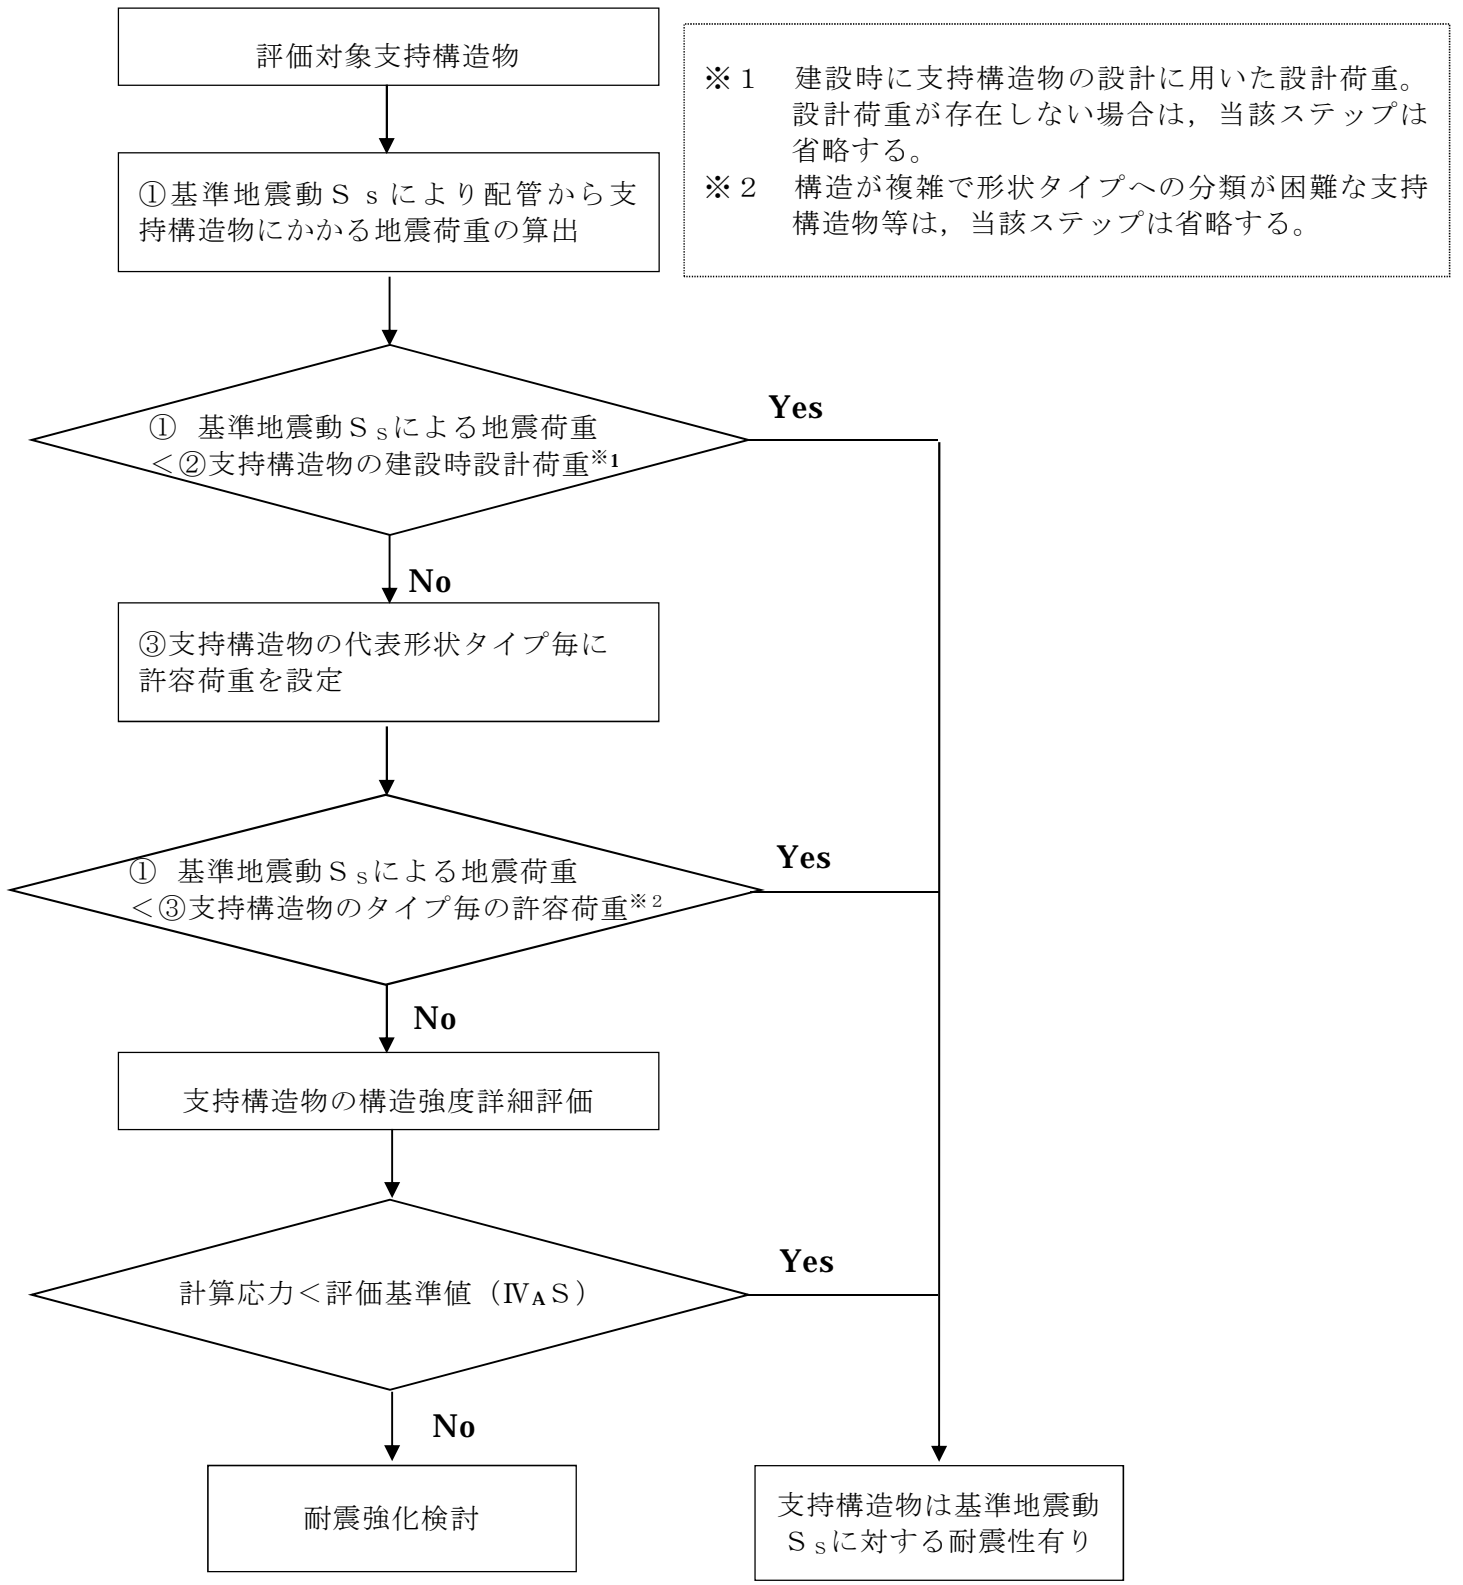 評価対象支持構造物
※１　建設時に支持構造物の設計に用いた設計荷重。
設計荷重が存在しない場合は，当該ステップは
省略する。
※２　構造が複雑で形状タイプへの分類が困難な支持
構造物等は，当該ステップは省略する。
①基準地震動Ｓｓにより配管から支
持構造物にかかる地震荷重の算出
①　基準地震動Ｓsによる地震荷重
＜②支持構造物の建設時設計荷重※1
Yes
No
③支持構造物の代表形状タイプ毎に
許容荷重を設定
①　基準地震動Ｓsによる地震荷重
＜③支持構造物のタイプ毎の許容荷重※２
Yes
No
支持構造物の構造強度詳細評価
計算応力＜評価基準値（ⅣAＳ）
Yes
No
耐震強化検討
支持構造物は基準地震動
Ｓsに対する耐震性有り